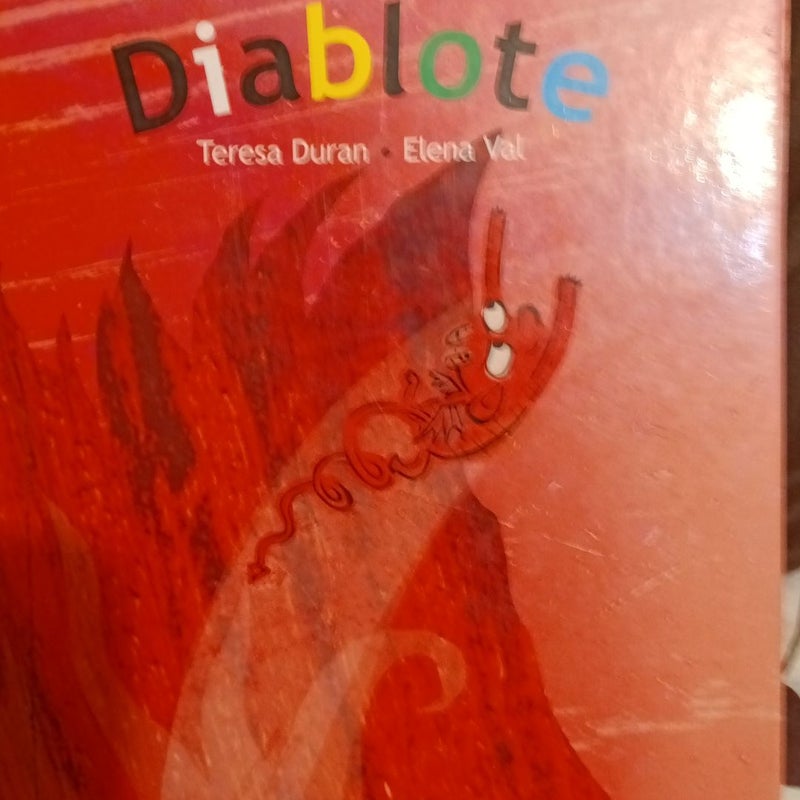 Diablote
Teresa Duran · Elena Val